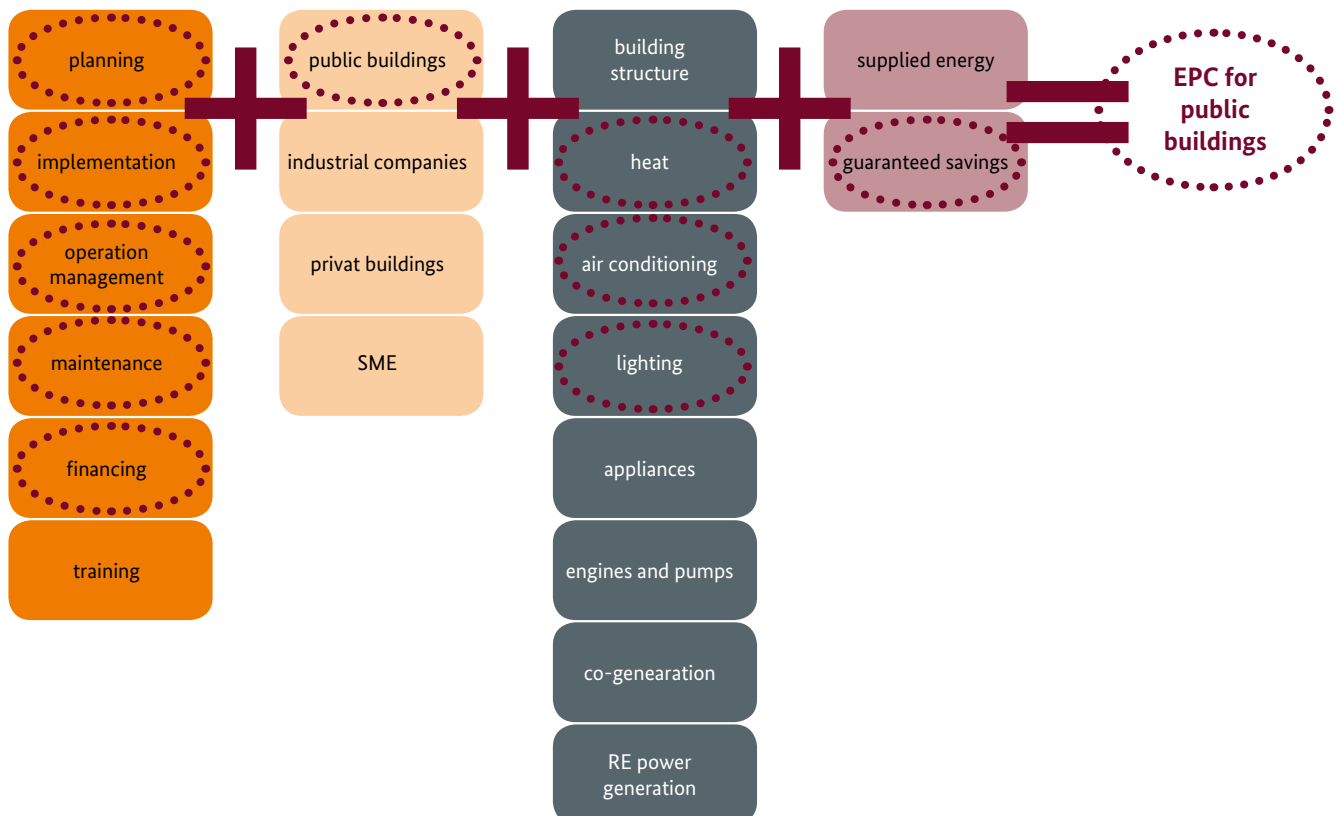 planning
implementation
operation
management
maintenance
financing
training
public buildings
industrial companies
privat buildings
SME
building
structure
heat
air conditioning
lighting
appliances
engines and pumps
co-genearation
RE power
generation
supplied energy
guaranteed savings
EPC for
public
buildings